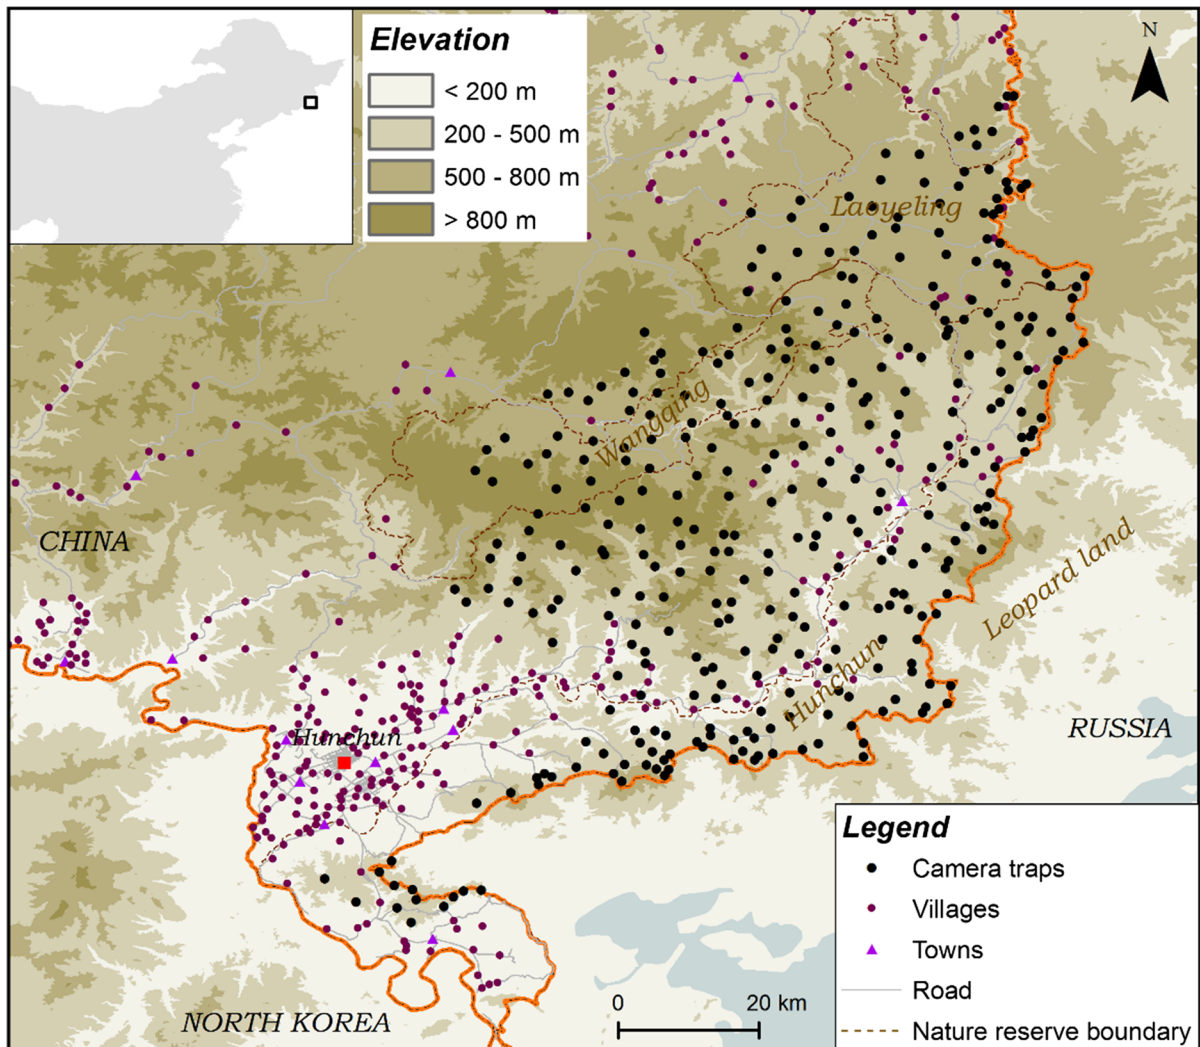 Elevation
< 200 m
200 - 500 m
500 - 800 m
> 800 m
N
Laoyeling
Wangqing
CHINA
Leopard land
Hunchun
Hunchun
RUSSIA
NORTH KOREA
0 20 km
Legend
Camera traps
Villages
Towns
Road
Nature reserve boundary